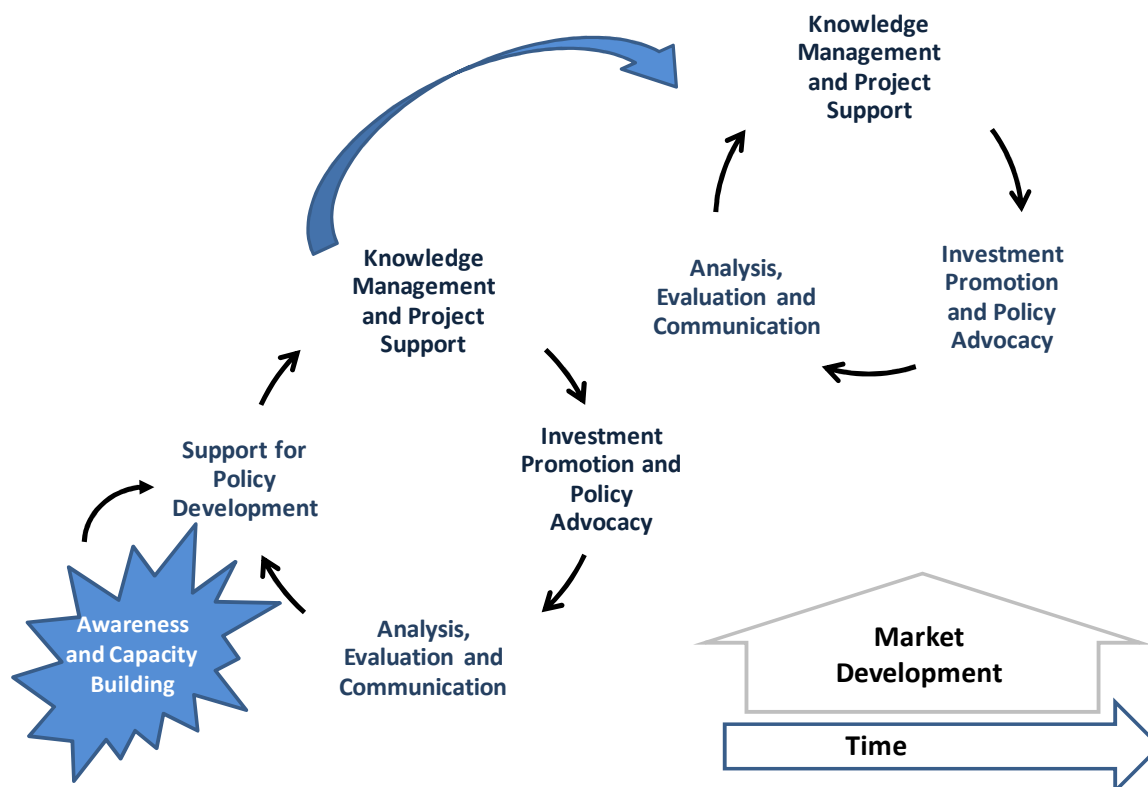 Knowledge
Management
and Project
Support
Investment
Promotion
and Policy
Advocacy
Analysis,
Evaluation and
Communication
Knowledge
Management
and Project
Support
Investment
Promotion and
Policy
Advocacy
Analysis,
Evaluation and
Communication
Support for
Policy
Development
Awareness
and Capacity
Building
Market
Development
Time